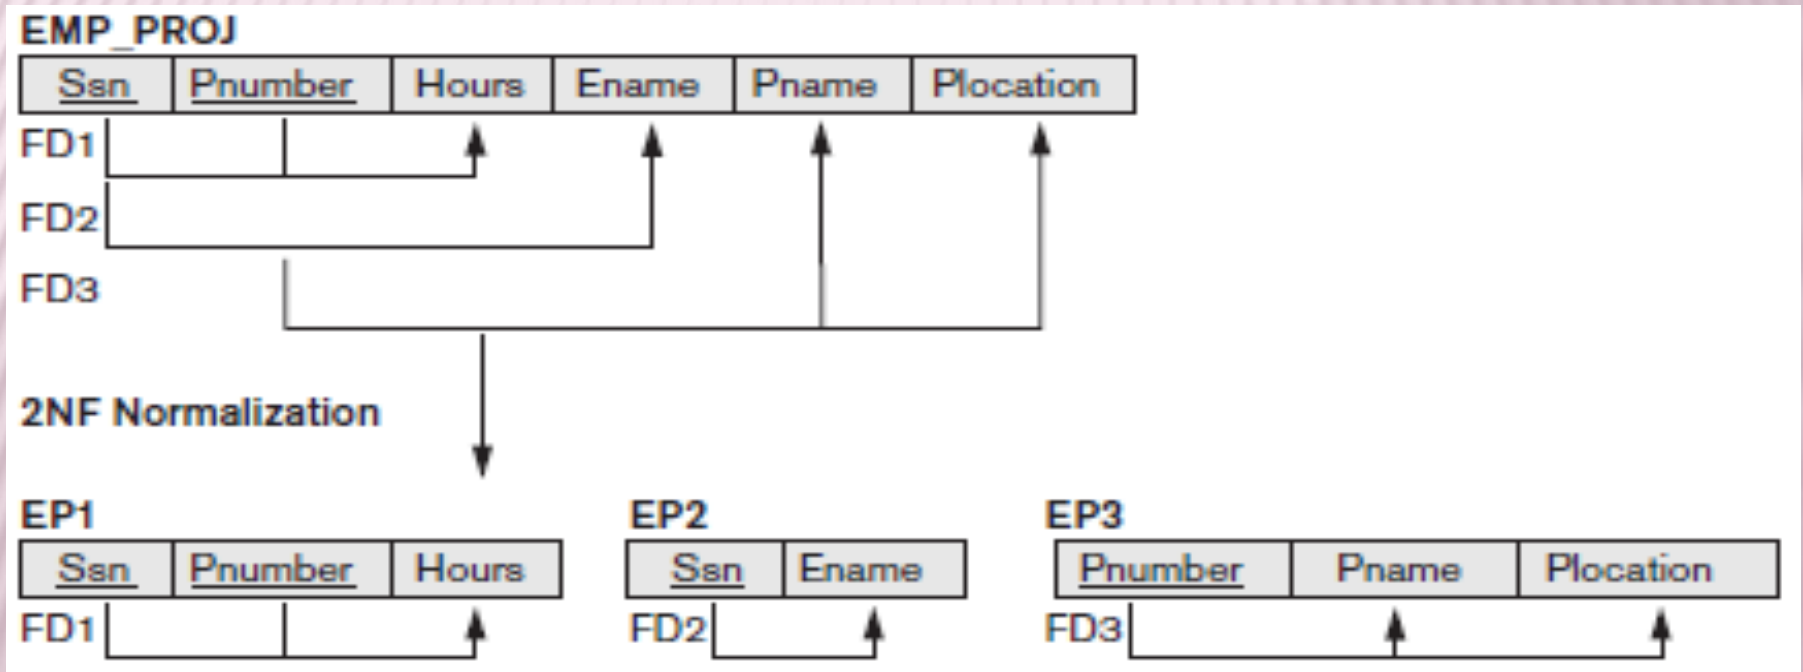 EMP_PROJ
Ssn Pnumber Hours Ename Pname Plocation
FD1
FD2
FD3
2NF Normalization
EP1 EP2 EP3
Ssn Pnumber Hours Ssn Ename Pnumber Pname Plocation
FD1 FD2 FD3